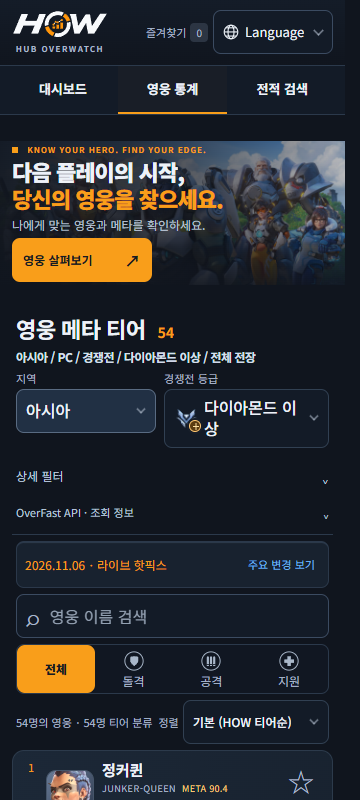 HOW
HUB OVERWATCH
즐겨찾기 0
Language
대시보드
영웅 통계
전적 검색
KNOW YOUR HERO. FIND YOUR EDGE.
다음 플레이의 시작,
당신의 영웅을 찾으세요.
나에게 맞는 영웅과 메타를 확인하세요.
영웅 살펴보기 ↗
영웅 메타 티어 54
아시아 / PC / 경쟁전 / 다이아몬드 이상 / 전체 전장
지역
경쟁전 등급
아시아
다이아몬드 이
상
상세 필터
OverFast API · 조회 정보
2026.11.06 · 라이브 핫픽스
주요 변경 보기
영웅 이름 검색
전체
돌격
공격
지원
54명의 영웅 · 54명 티어 분류
정렬
기본 (HOW 티어순)
1
정커퀸
JUNKER-QUEEN META 90.4